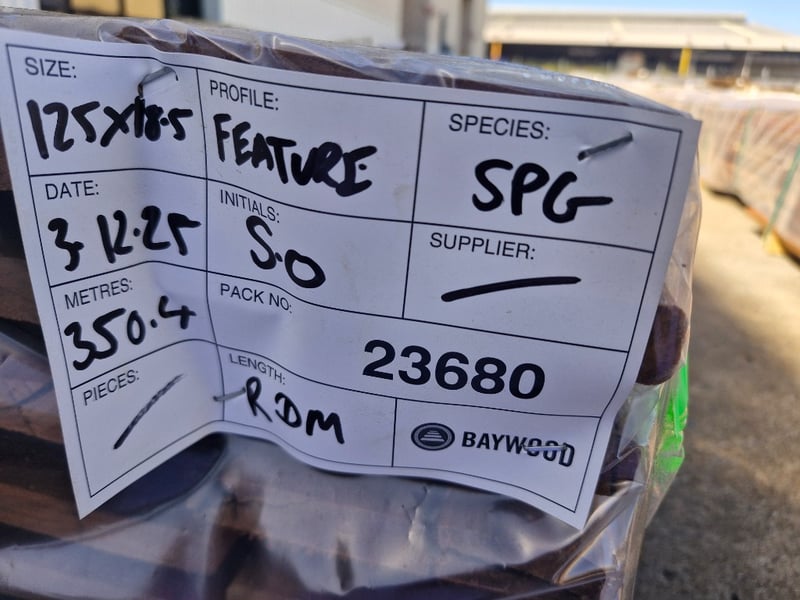 SIZE:
125x18.5
PROFILE:
FEATURE
SPECIES:
SPG
DATE:
3.12.25
INITIALS:
S.O
SUPPLIER:
METRES:
350.4
PACK NO:
23680
PIECES:
LENGTH:
RDM
BAYWOOD